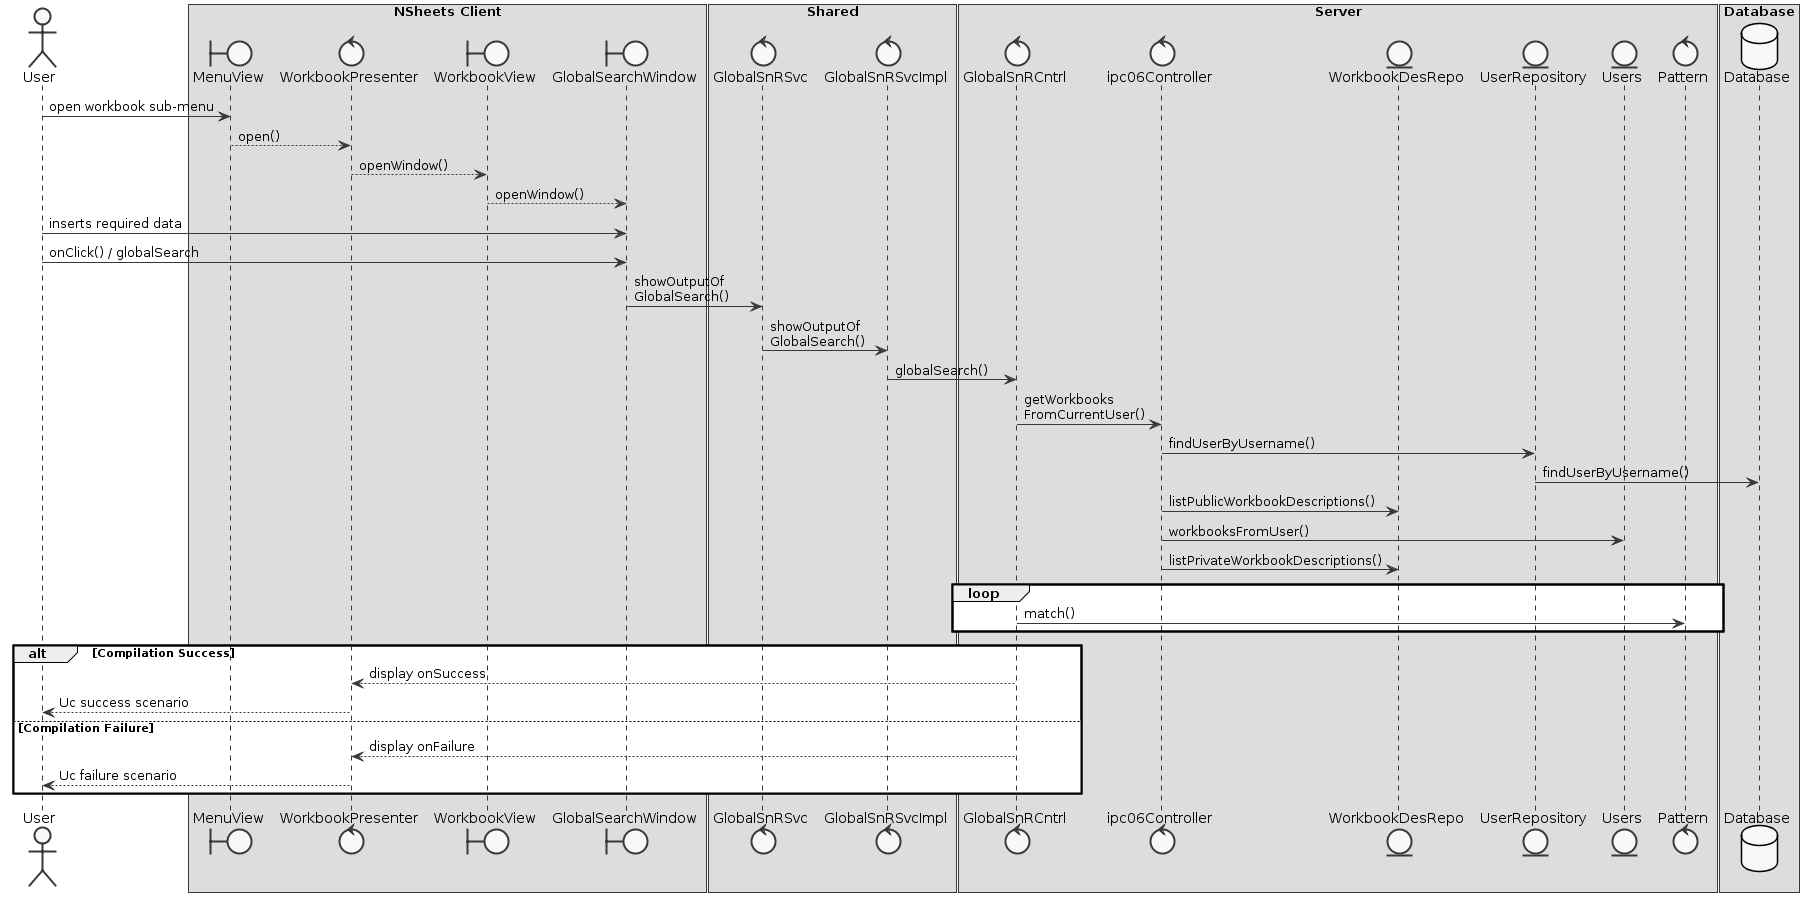 NSheets Client
Shared
Server
Database
User
MenuView
WorkbookPresenter
WorkbookView
GlobalSearchWindow
GlobalSnRSvc
GlobalSnRSvcImpl
GlobalSnRCntrl
ipc06Controller
WorkbookDesRepo
UserRepository
Users
Pattern
Database
open workbook sub-menu
open()
openWindow()
openWindow()
inserts required data
onClick() / globalSearch
showOutputOf
GlobalSearch()
showOutputOf
GlobalSearch()
globalSearch()
getWorkbooks
FromCurrentUser()
findUserByUsername()
findUserByUsername()
listPublicWorkbookDescriptions()
workbooksFromUser()
listPrivateWorkbookDescriptions()
loop
match()
alt
[Compilation Success]
display onSuccess
Uc success scenario
[Compilation Failure]
display onFailure
Uc failure scenario
User
MenuView
WorkbookPresenter
WorkbookView
GlobalSearchWindow
GlobalSnRSvc
GlobalSnRSvcImpl
GlobalSnRCntrl
ipc06Controller
WorkbookDesRepo
UserRepository
Users
Pattern
Database